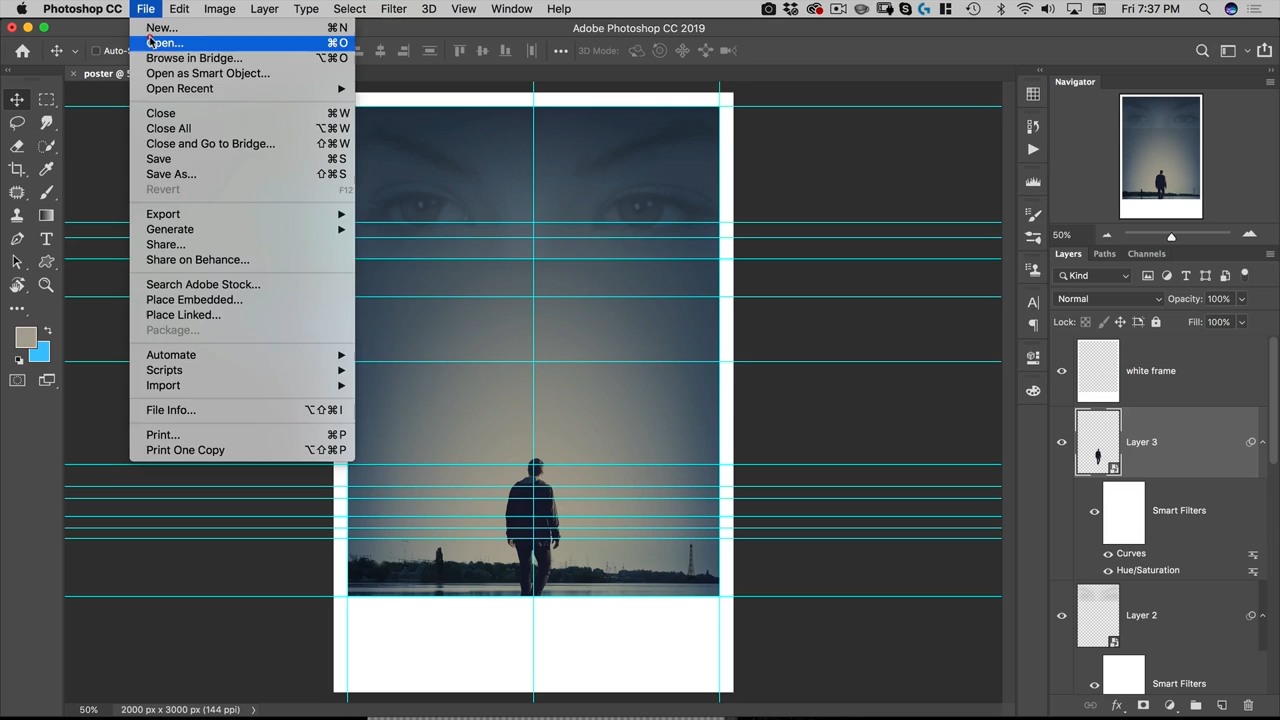 Photoshop CC File Edit Image Layer Type Select Filter 3D View Window Help Fri 7:37 PM
Adobe Photoshop CC 2019
3D Mode:
poster @
New... ⌘N
Open... ⌘O
Browse in Bridge... ⌥⌘O
Open as Smart Object...
Open Recent
Close ⌘W
Close All ⌥⌘W
Close and Go to Bridge... ⇧⌘W
Save ⌘S
Save As... ⇧⌘S
Revert F12
Export
Generate
Share...
Share on Behance...
Search Adobe Stock...
Place Embedded...
Place Linked...
Package...
Automate
Scripts
Import
File Info... ⌥⇧⌘I
Print... ⌘P
Print One Copy ⌥⇧⌘P
Navigator
50%
Layers Paths Channels
Kind
Normal Opacity: 100%
Lock: Fill: 100%
white frame
Layer 3
Smart Filters
Curves
Hue/Saturation
Layer 2
Smart Filters
50% 2000 px x 3000 px (144 ppi)